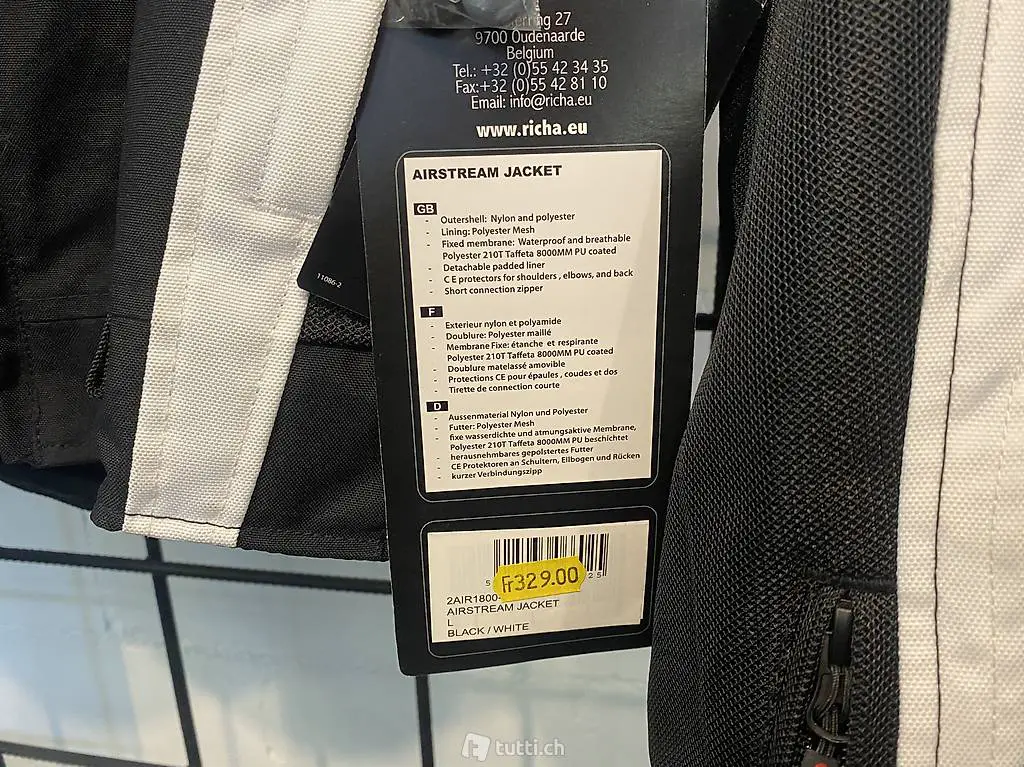 27
9700 Oudenaarde
Belgium
Tel.: +32 (0)55 42 34 35
Fax:+32 (0)55 42 81 10
Email: info@richa.eu
www.richa.eu
AIRSTREAM JACKET
GB
- Outershell: Nylon and polyester
- Lining: Polyester Mesh
- Fixed membrane: Waterproof and breathable
Polyester 210T Taffeta 8000MM PU coated
- Detachable padded liner
- C E protectors for shoulders , elbows, and back
- Short connection zipper
F
- Exterieur nylon et polyamide
- Doublure: Polyester maillé
- Membrane Fixe: étanche et respirante
Polyester 210T Taffeta 8000MM PU coated
- Doublure matelassé amovible
- Protections CE pour épaules , coudes et dos
- Tirette de connection courte
D
- Aussenmaterial Nylon und Polyester
- Futter: Polyester Mesh
- fixe wasserdichte und atmungsaktive Membrane,
Polyester 210T Taffeta 8000MM PU beschichtet
- herausnehmbares gepolstertes Futter
- CE Protektoren an Schultern, Ellbogen und Rücken
- kurzer Verbindungszipp
11086-2
5 25
Fr329.00
2AIR1800-
AIRSTREAM JACKET
L
BLACK / WHITE
tutti.ch